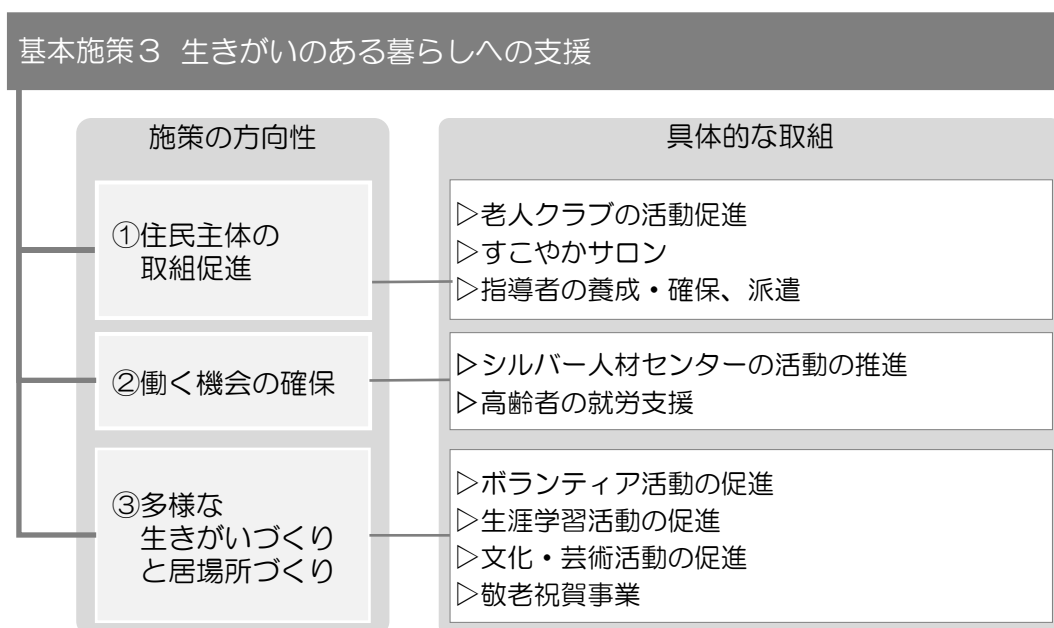 基本施策３ 生きがいのある暮らしへの支援
施策の方向性
具体的な取組
①住民主体の
取組促進
▷老人クラブの活動促進
▷すこやかサロン
▷指導者の養成・確保、派遣
②働く機会の確保
▷シルバー人材センターの活動の推進
▷高齢者の就労支援
③多様な
生きがいづくり
と居場所づくり
▷ボランティア活動の促進
▷生涯学習活動の促進
▷文化・芸術活動の促進
▷敬老祝賀事業